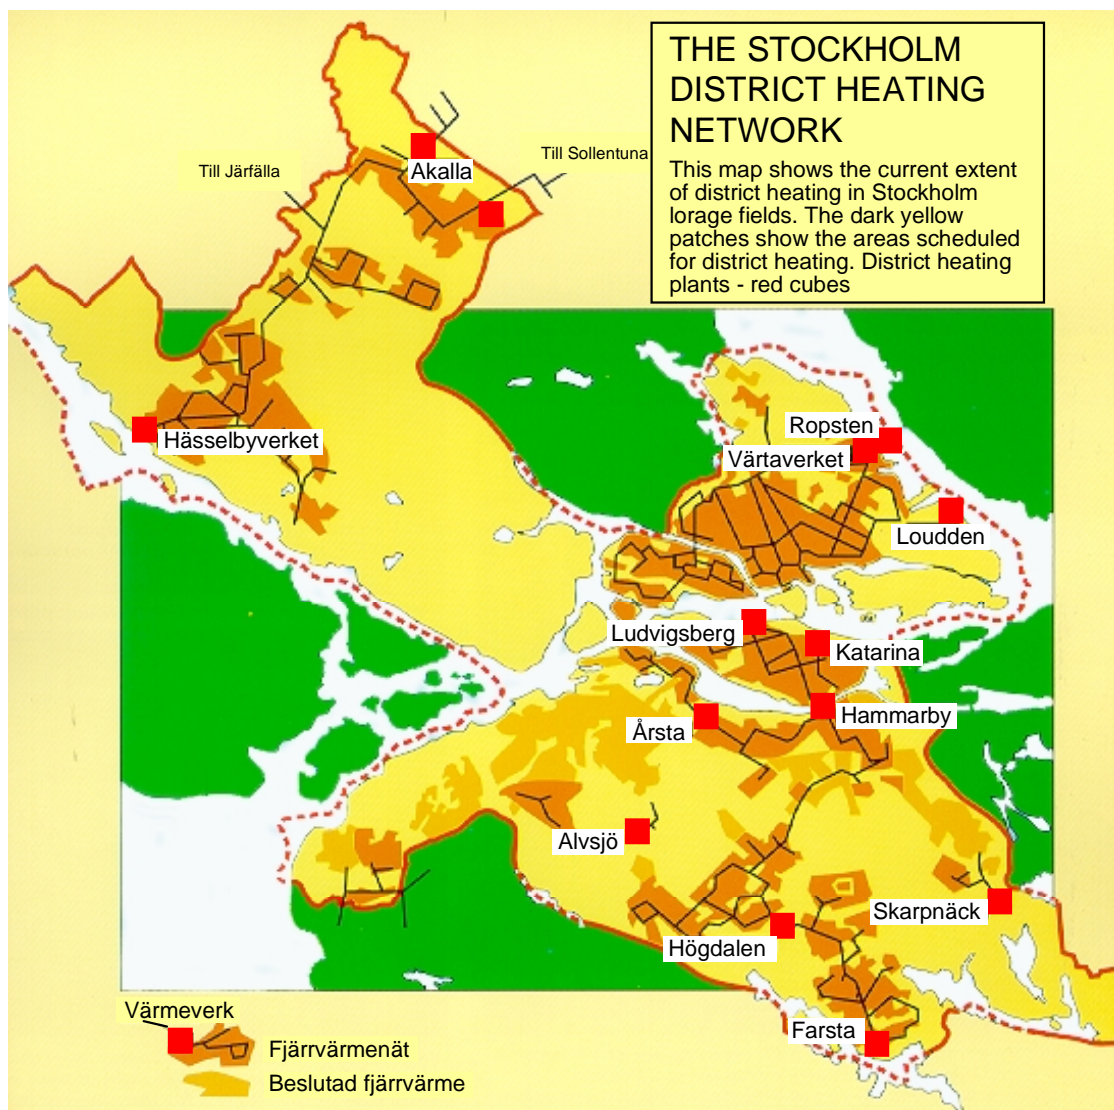 THE STOCKHOLM
DISTRICT HEATING
NETWORK
This map shows the current extent
of district heating in Stockholm
lorage fields. The dark yellow
patches show the areas scheduled
for district heating. District heating
plants - red cubes
Till Sollentuna
Till Järfälla
Akalla
Ropsten
Hässelbyverket
Värtaverket
Loudden
Ludvigsberg
Katarina
Hammarby
Årsta
Alvsjö
Skarpnäck
Högdalen
Farsta
Värmeverk
Fjärrvärmenät
Beslutad fjärrvärme